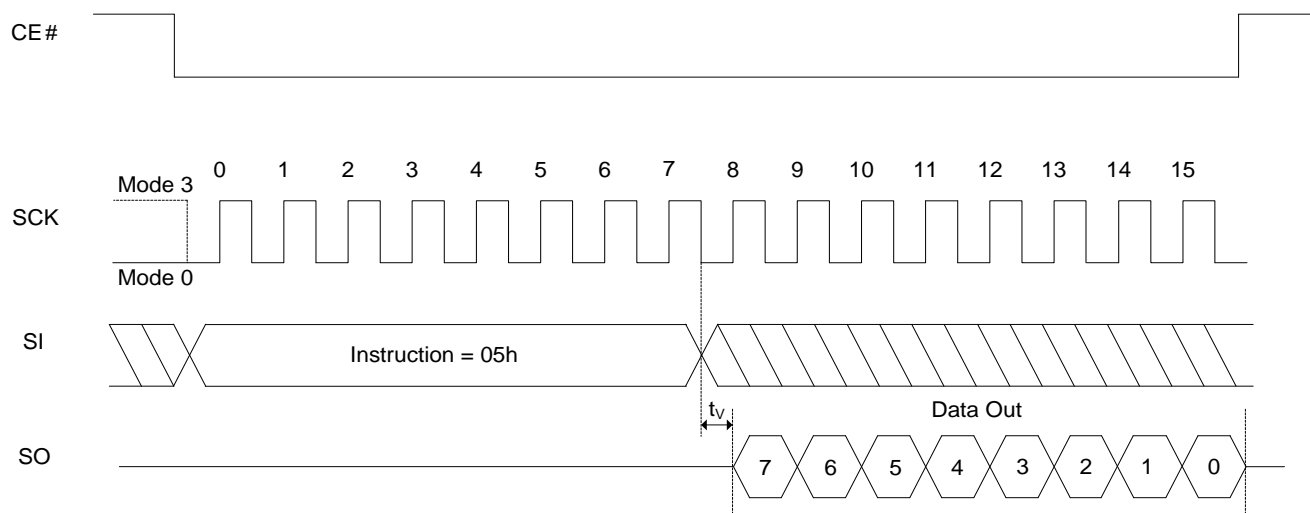 CE#
0 1 2 3 4 5 6 7 8 9 10 11 12 13 14 15
Mode 3
SCK
Mode 0
SI
Instruction = 05h
tV
Data Out
SO
7 6 5 4 3 2 1 0